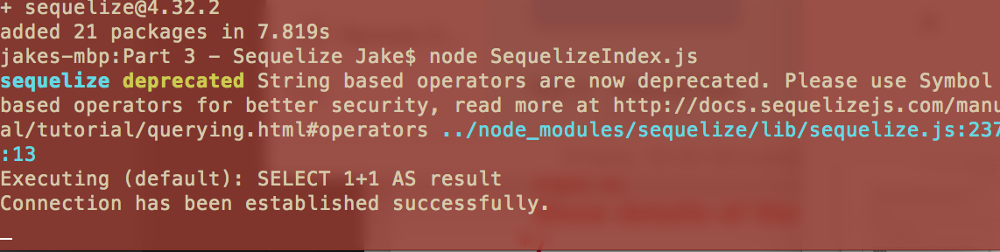 + sequelize@4.32.2
added 21 packages in 7.819s
jakes-mbp:Part 3 - Sequelize Jake$ node SequelizeIndex.js
sequelize deprecated String based operators are now deprecated. Please use Symbol
based operators for better security, read more at http://docs.sequelizejs.com/manu
al/tutorial/querying.html#operators ../node_modules/sequelize/lib/sequelize.js:237
:13
Executing (default): SELECT 1+1 AS result
Connection has been established successfully.